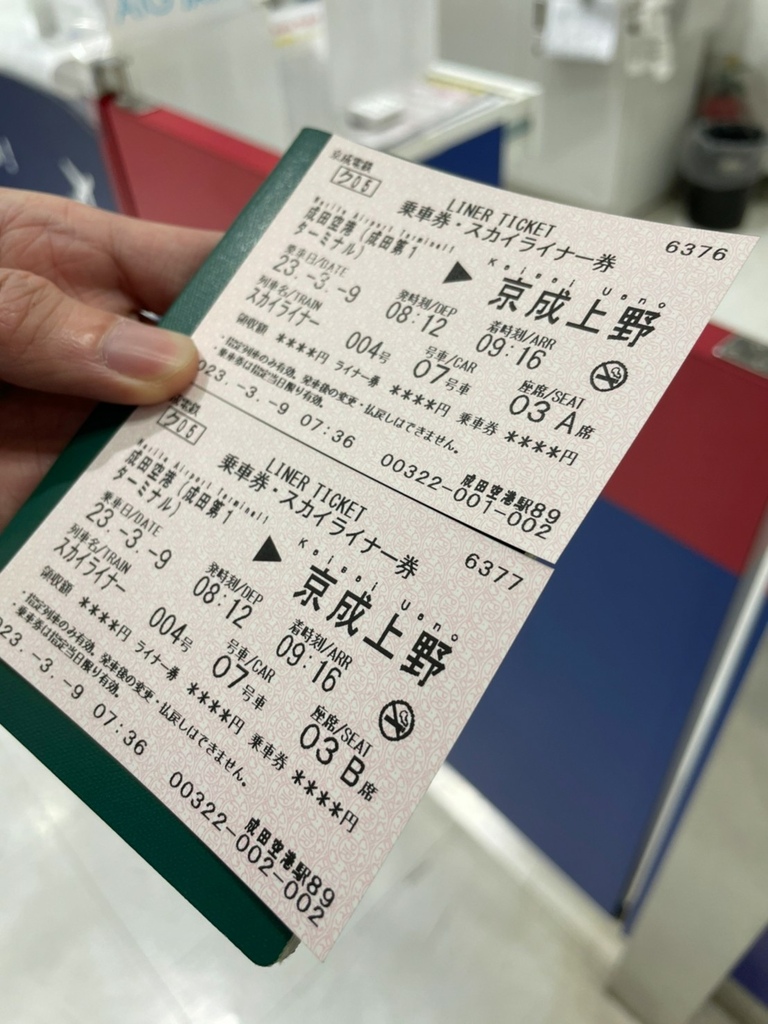 京成電鉄
LINER TICKET
6376
乗車券・スカイライナー券
Narita Airport Terminal1
Keisei Ueno
成田空港(成田第1
ターミナル)
▶
京成上野
乗車日/DATE
発時刻/DEP
着時刻/ARR
23.-3.-9
08:12
09:16
列車名/TRAIN
号車/CAR
座席/SEAT
スカイライナー
004号
07号車
03 A席
領収額 ****円 ライナー券 ****円 乗車券 ****円
・指定列車のみ有効。発車後の変更・払戻しはできません。
・乗車券は指定当日限り有効。
成田空港駅89
023.-3.-9 07:36
00322-001-002
成電鉄
LINER TICKET
6377
乗車券・スカイライナー券
Narita Airport Terminal1
Keisei Ueno
成田空港(成田第1
ターミナル)
▶
京成上野
乗車日/DATE
発時刻/DEP
着時刻/ARR
23.-3.-9
08:12
09:16
列車名/TRAIN
号車/CAR
座席/SEAT
スカイライナー
004号
07号車
03 B席
領収額 ****円 ライナー券 ****円 乗車券 ****円
・指定列車のみ有効。発車後の変更・払戻しはできません。
・乗車券は指定当日限り有効。
成田空港駅89
023.-3.-9 07:36
00322-002-002